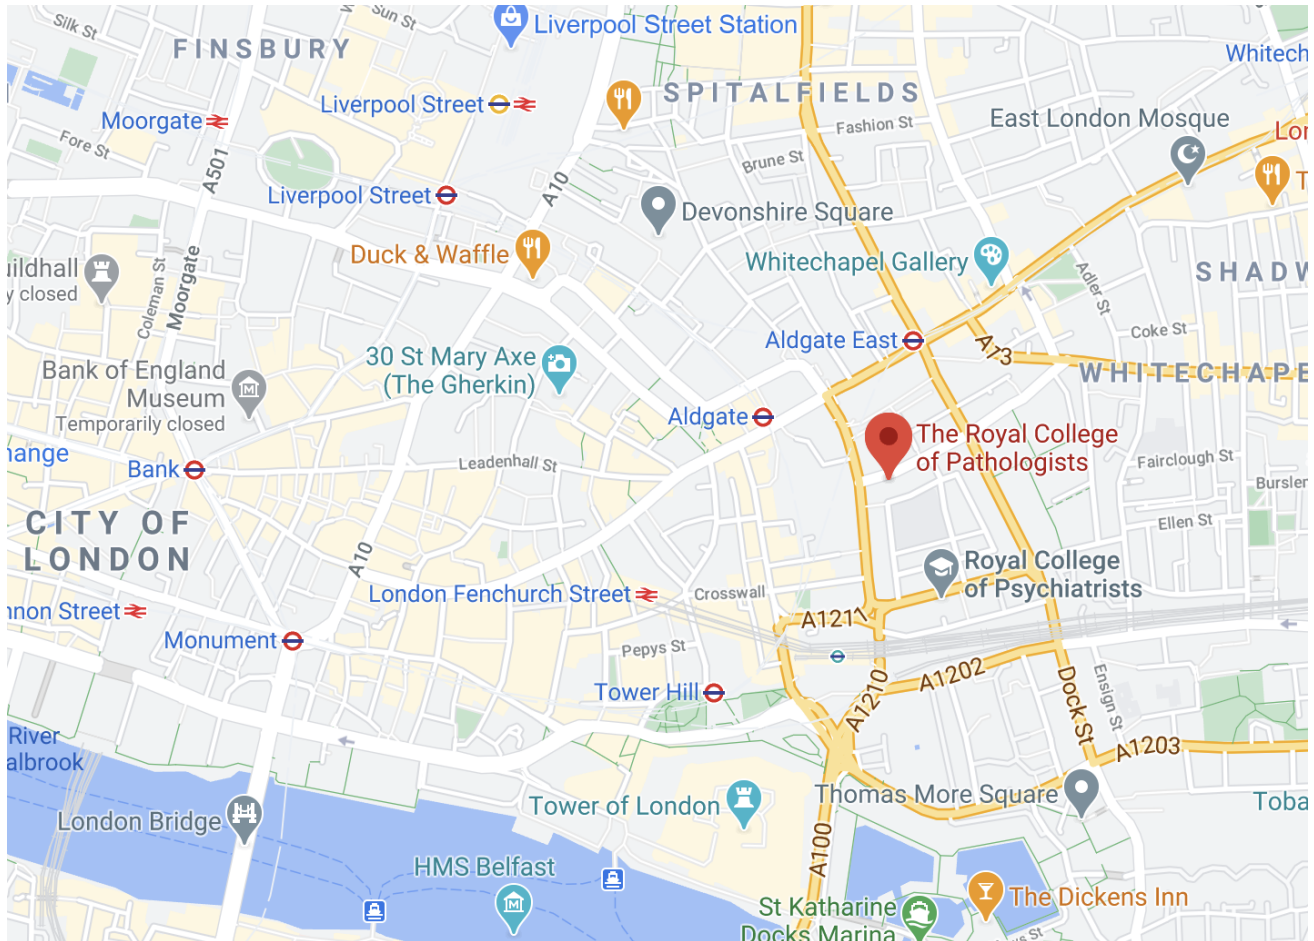 Silk St
Sun St
Liverpool Street Station
FINSBURY
Whitech
Liverpool Street
SPITALFIELDS
Moorgate
Fore St
A501
Fashion St
East London Mosque
Lor
Brune St
Liverpool Street
A10
T
Devonshire Square
Duck & Waffle
Whitechapel Gallery
uildhall
y closed
Coleman St
Moorgate
Adler St
SHADW
Coke St
Aldgate East
A13
30 St Mary Axe
(The Gherkin)
WHITECHAPE
Bank of England
Museum
Temporarily closed
Aldgate
The Royal College
of Pathologists
hange
Bank
Leadenhall St
Fairclough St
Bursler
CITY OF
LONDON
Ellen St
A10
Royal College
of Psychiatrists
London Fenchurch Street
Crosswall
nnon Street
A1211
Monument
Pepys St
Tower Hill
A1202
A1210
Dock St
Ensign St
River
albrook
A1203
Tower of London
Thomas More Square
Toba
London Bridge
A100
HMS Belfast
The Dickens Inn
St Katharine
Docks Marina